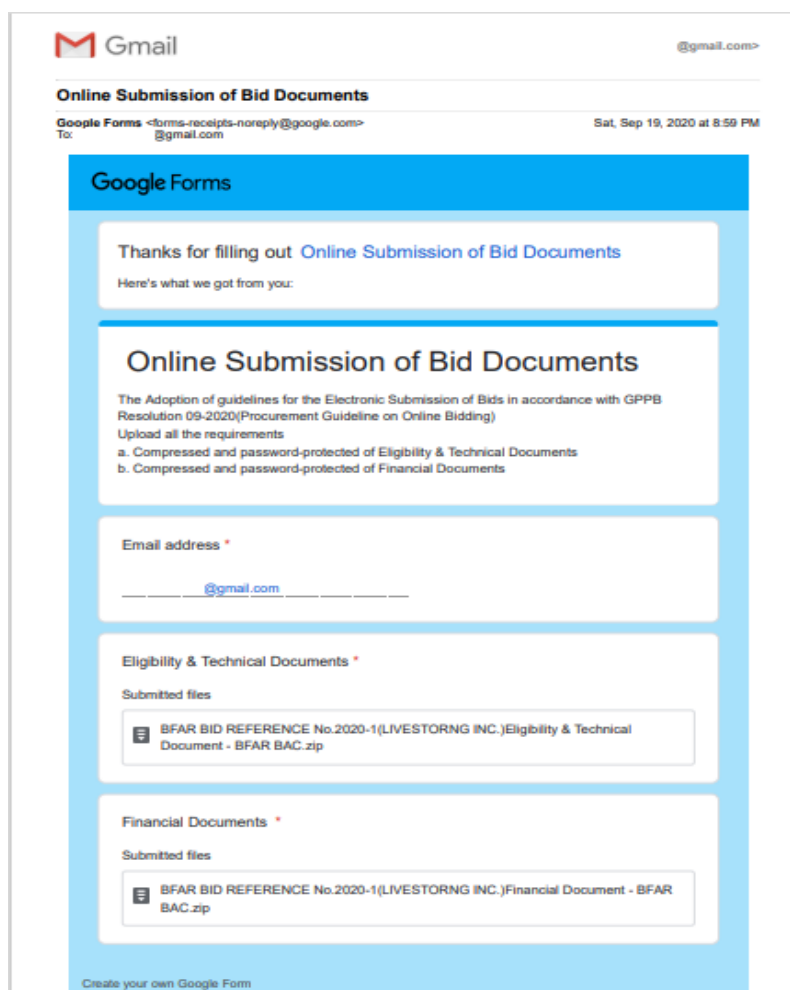 Gmail
@gmail.com>
Online Submission of Bid Documents
Google Forms <forms-receipts-noreply@google.com>
Sat, Sep 19, 2020 at 8:59 PM
To: @gmail.com
Google Forms
Thanks for filling out Online Submission of Bid Documents
Here's what we got from you:
Online Submission of Bid Documents
The Adoption of guidelines for the Electronic Submission of Bids in accordance with GPPB
Resolution 09-2020(Procurement Guideline on Online Bidding)
Upload all the requirements
a. Compressed and password-protected of Eligibility & Technical Documents
b. Compressed and password-protected of Financial Documents
Email address *
@gmail.com
Eligibility & Technical Documents *
Submitted files
BFAR BID REFERENCE No.2020-1(LIVESTORNG INC.)Eligibility & Technical
Document - BFAR BAC.zip
Financial Documents *
Submitted files
BFAR BID REFERENCE No.2020-1(LIVESTORNG INC.)Financial Document - BFAR
BAC.zip
Create your own Google Form